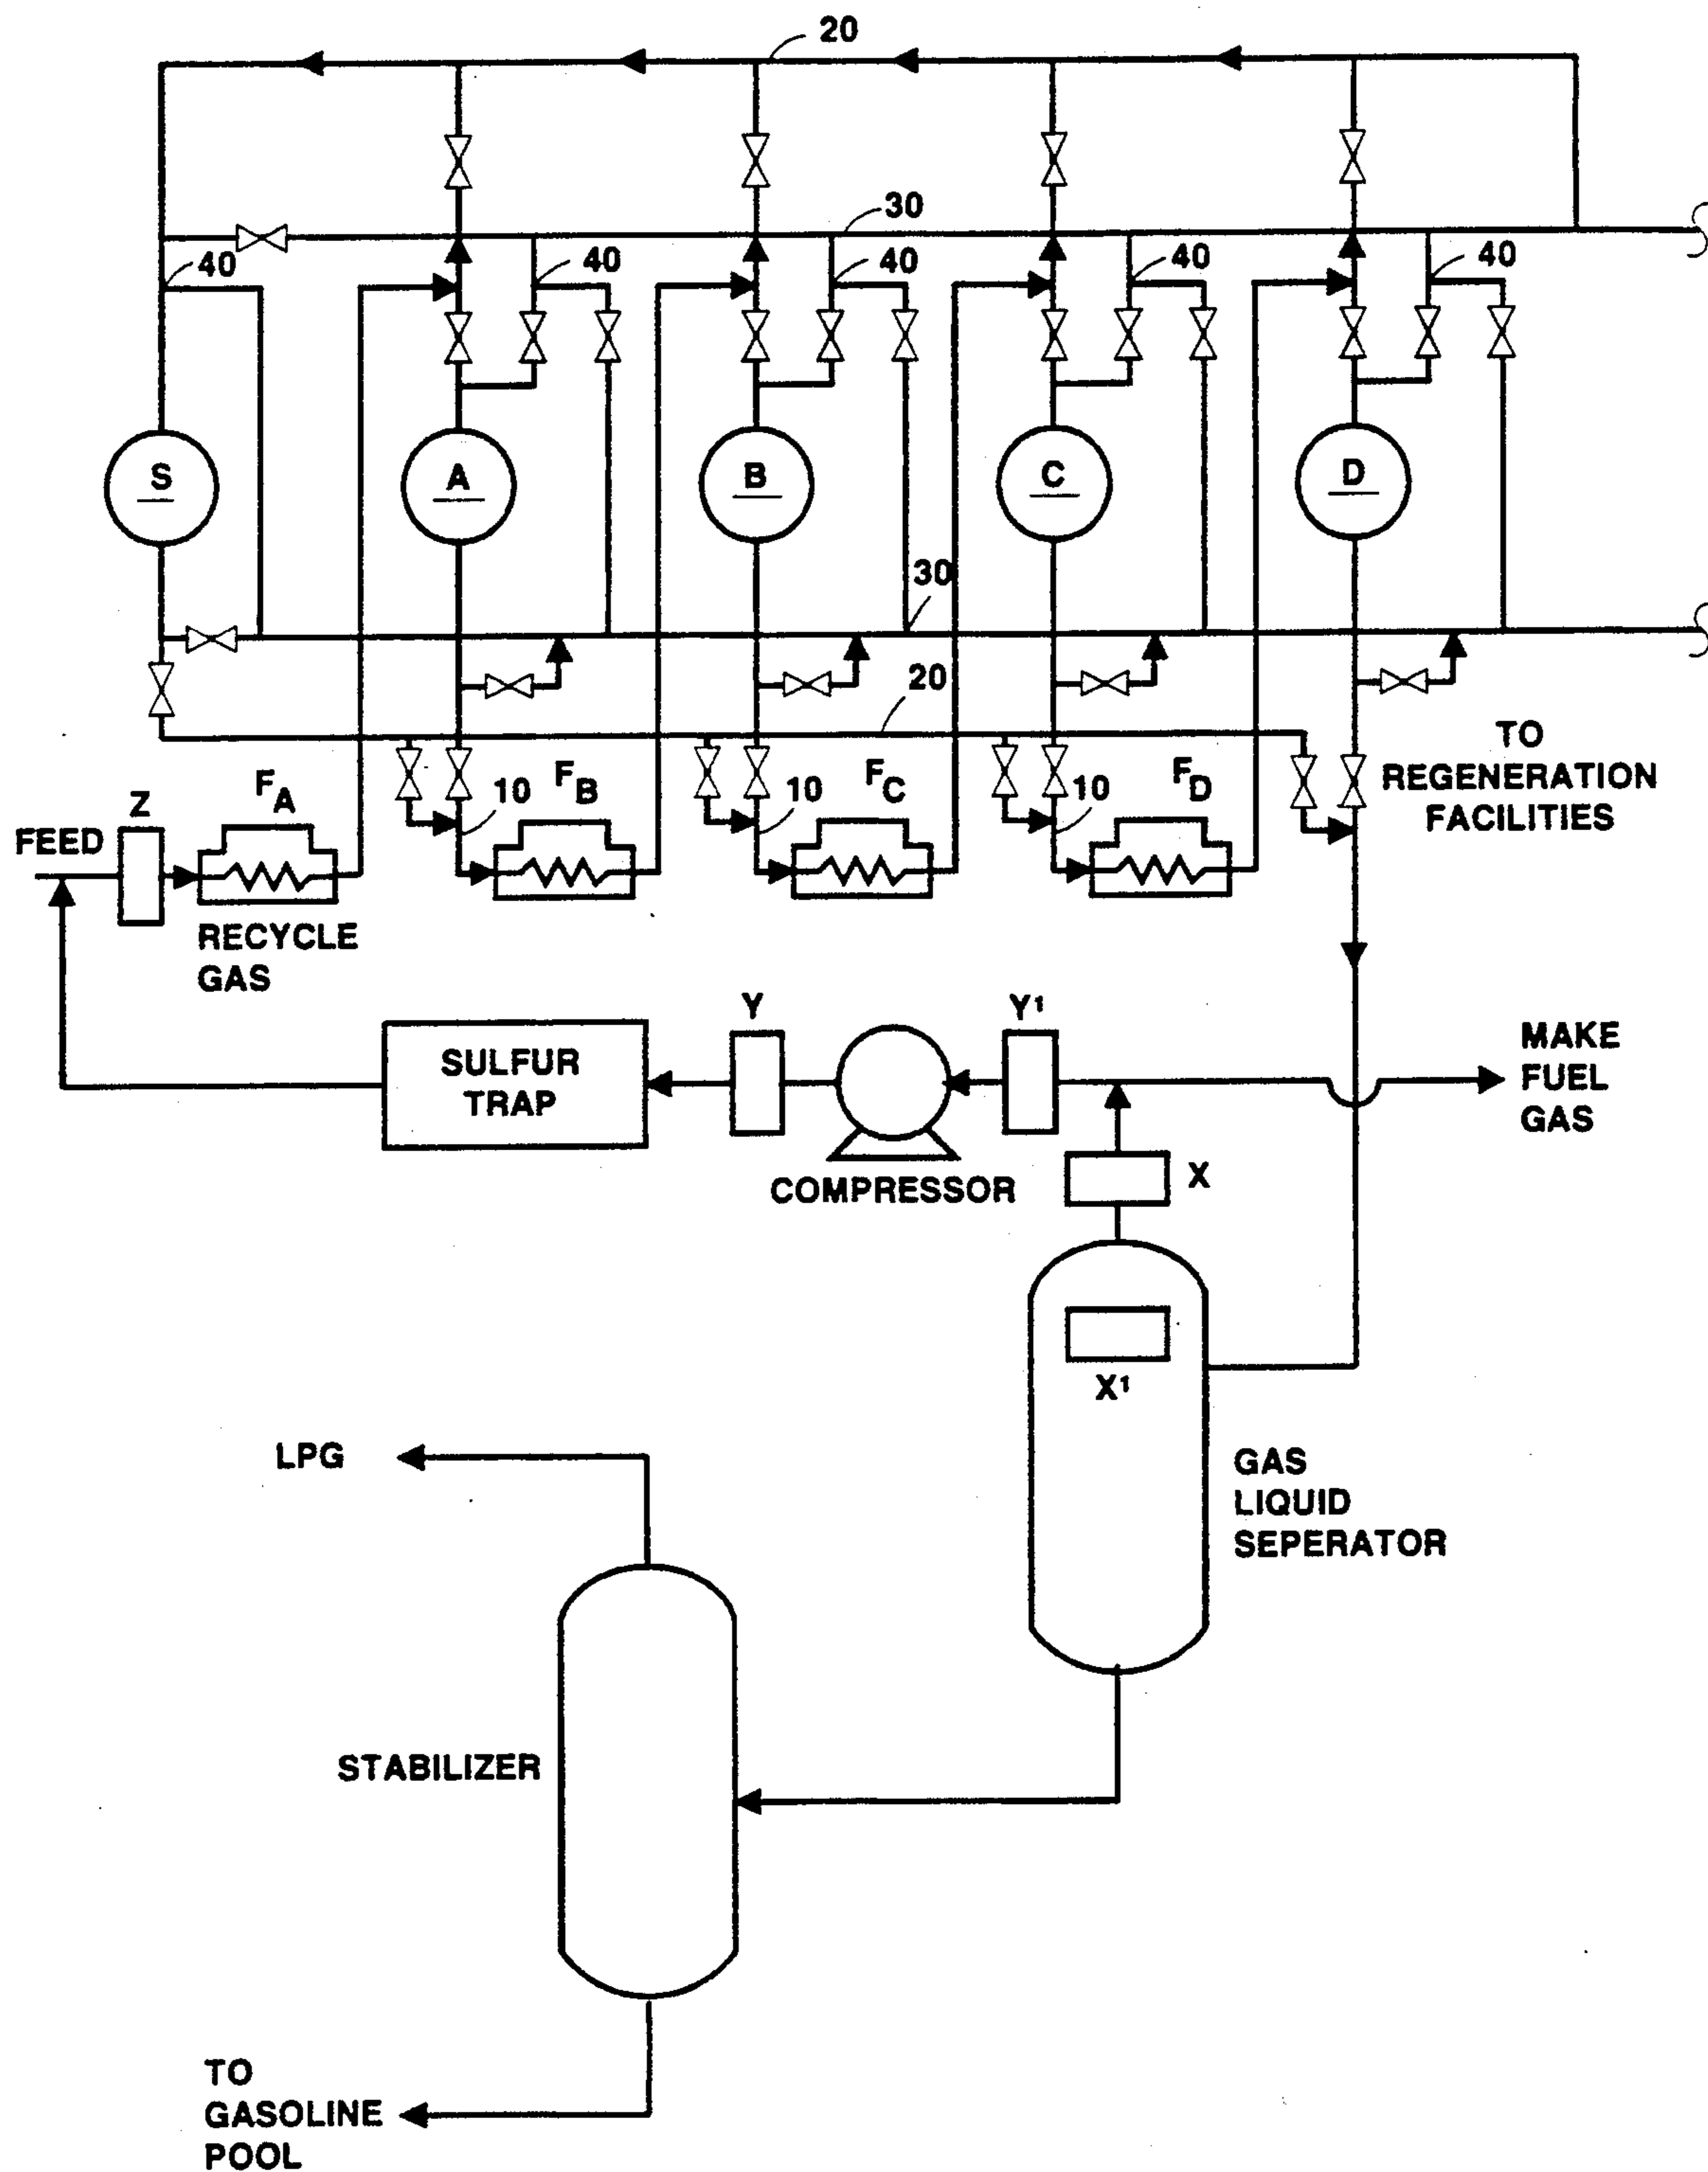 20
30
40
40
40
40
40
S
A
B
C
D
30
20
TO
REGENERATION
FACILITIES
FEED
Z
FA
10
FB
10
FC
10
FD
RECYCLE
GAS
SULFUR
TRAP
Y
COMPRESSOR
Y1
X
MAKE
FUEL
GAS
X1
GAS
LIQUID
SEPERATOR
LPG
STABILIZER
TO
GASOLINE
POOL